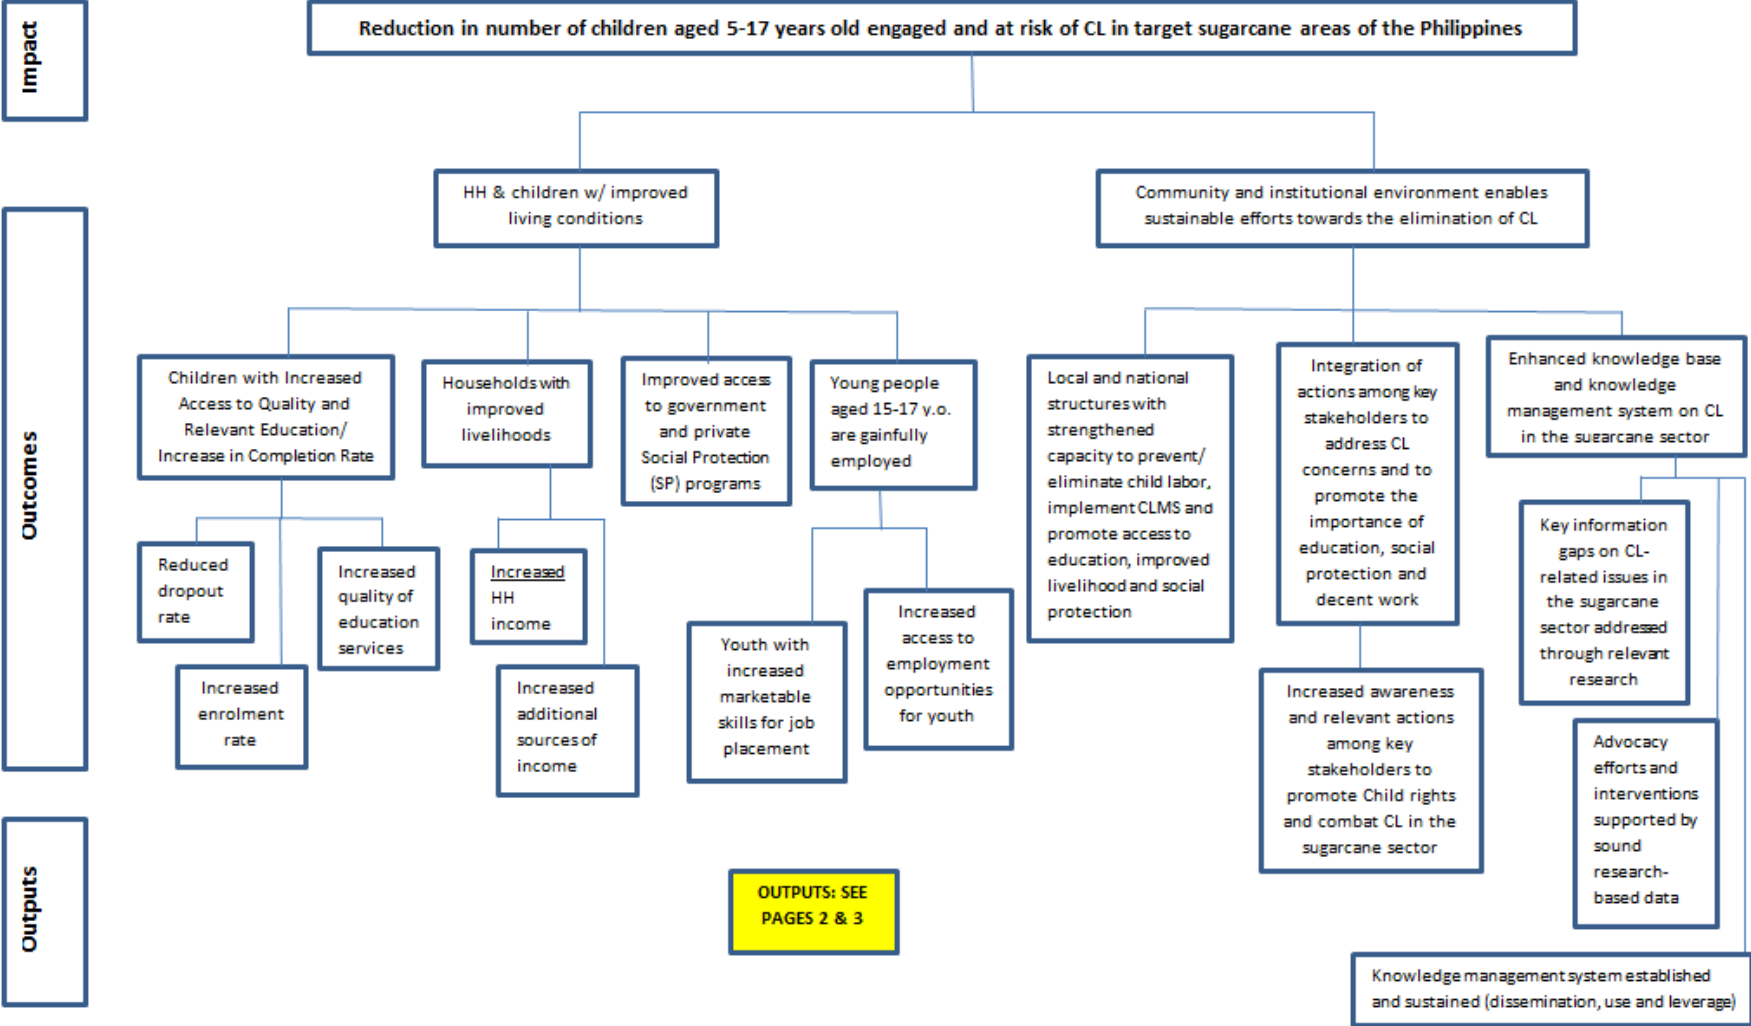 Impact
Reduction in number of children aged 5-17 years old engaged and at risk of CL in target sugarcane areas of the Philippines
Outcomes
HH & children w/ improved
living conditions
Community and institutional environment enables
sustainable efforts towards the elimination of CL
Children with Increased
Access to Quality and
Relevant Education/
Increase in Completion Rate
Households with
improved
livelihoods
Improved access
to government
and private
Social Protection
(SP) programs
Young people
aged 15-17 y.o.
are gainfully
employed
Local and national
structures with
strengthened
capacity to prevent/
eliminate child labor,
implement CLMS and
promote access to
education, improved
livelihood and social
protection
Integration of
actions among key
stakeholders to
address CL
concerns and to
promote the
importance of
education, social
protection and
decent work
Enhanced knowledge base
and knowledge
management system on CL
in the sugarcane sector
Reduced
dropout
rate
Increased
enrolment
rate
Increased
quality of
education
services
Increased
HH
income
Increased
additional
sources of
income
Youth with
increased
marketable
skills for job
placement
Increased
access to
employment
opportunities
for youth
Increased awareness
and relevant actions
among key
stakeholders to
promote Child rights
and combat CL in the
sugarcane sector
Key information
gaps on CL-
related issues in
the sugarcane
sector addressed
through relevant
research
Advocacy
efforts and
interventions
supported by
sound
research-
based data
Outputs
OUTPUTS: SEE
PAGES 2 & 3
Knowledge management system established
and sustained (dissemination, use and leverage)